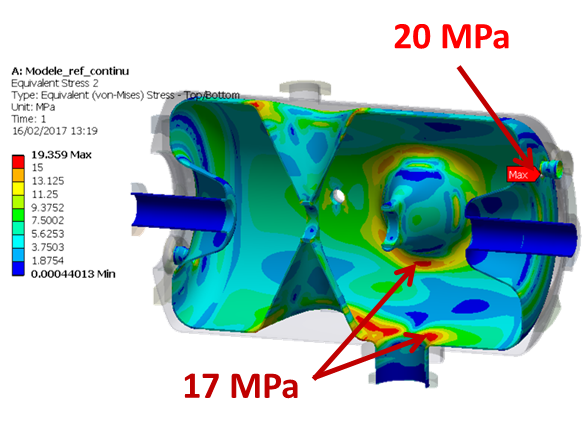 20 MPa
A: Modele_ref_continu
Equivalent Stress 2
Type: Equivalent (von-Mises) Stress - Top/Bottom
Unit: MPa
Time: 1
16/02/2017 13:19
19.359 Max
15
13.125
11.25
9.3752
7.5002
5.6253
3.7503
1.8754
0.00044013 Min
Max
17 MPa